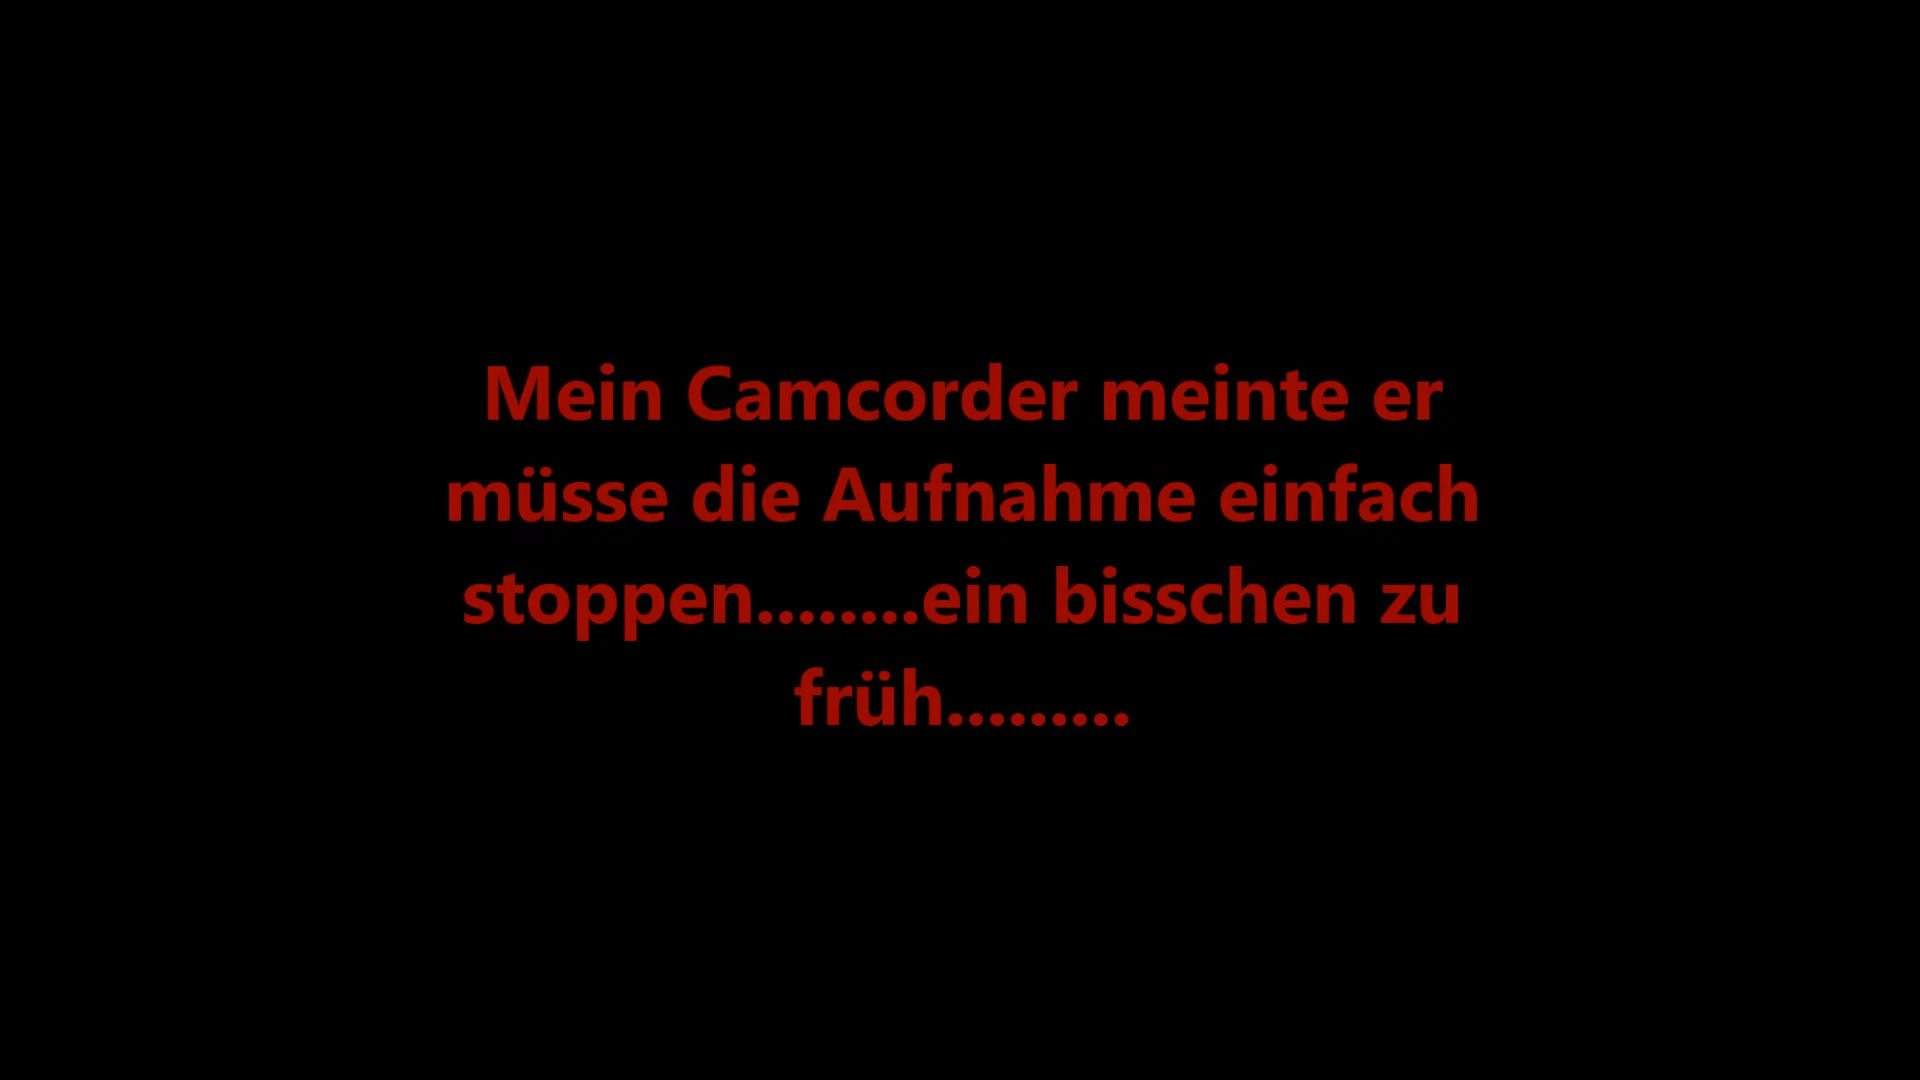 Mein Camcorder meinte er
müsse die Aufnahme einfach
stoppen........ein bisschen zu
früh.........